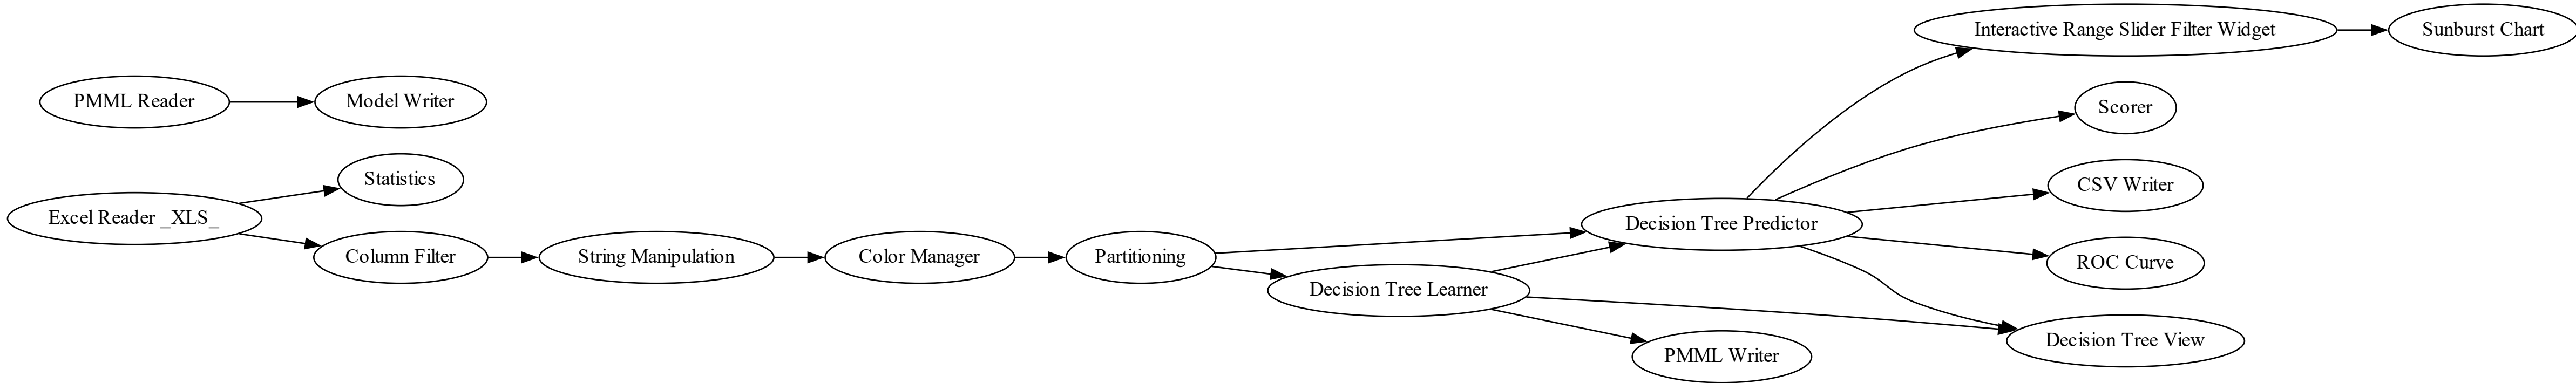 Interactive Range Slider Filter Widget
Sunburst Chart
PMML Reader
Model Writer
Scorer
Statistics
CSV Writer
Excel Reader _XLS_
Decision Tree Predictor
Column Filter
String Manipulation
Color Manager
Partitioning
ROC Curve
Decision Tree Learner
Decision Tree View
PMML Writer